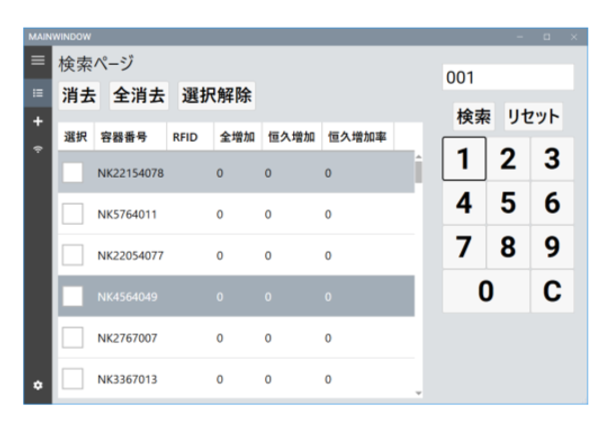 MAINWINDOW
検索ページ
消去 全消去 選択解除
選択 容器番号 RFID 全増加 恒久増加 恒久増加率
NK22154078 0 0 0
NK5764011 0 0 0
NK22054077 0 0 0
NK4564049 0 0 0
NK2767007 0 0 0
NK3367013 0 0 0
001
検索 リセット
1 2 3
4 5 6
7 8 9
0 C